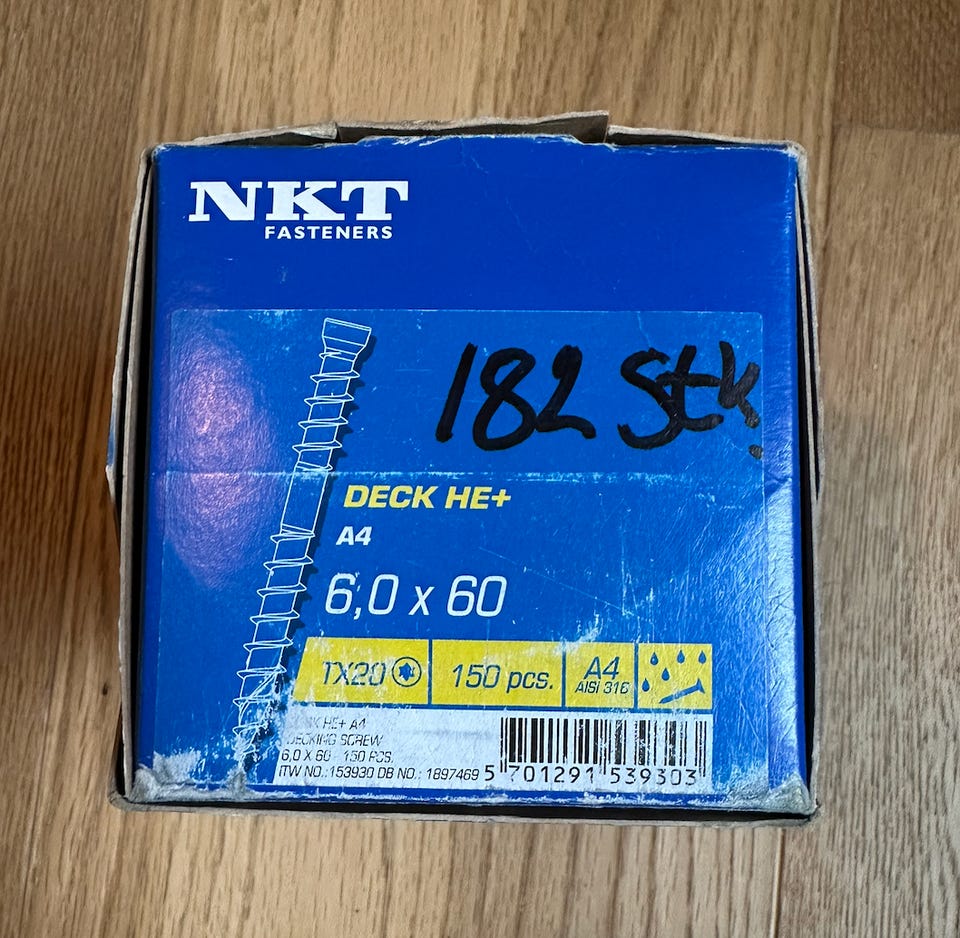 NKT
FASTENERS
182 Stk.
DECK HE+
A4
6,0 x 60
TX20
150 pcs.
A4
AISI 316
HE+ A4
DECKING SCREW
6,0 X 60 - 150 PCS.
ITW NO.: 153930 DB NO.: 1897469
5 701291 539303